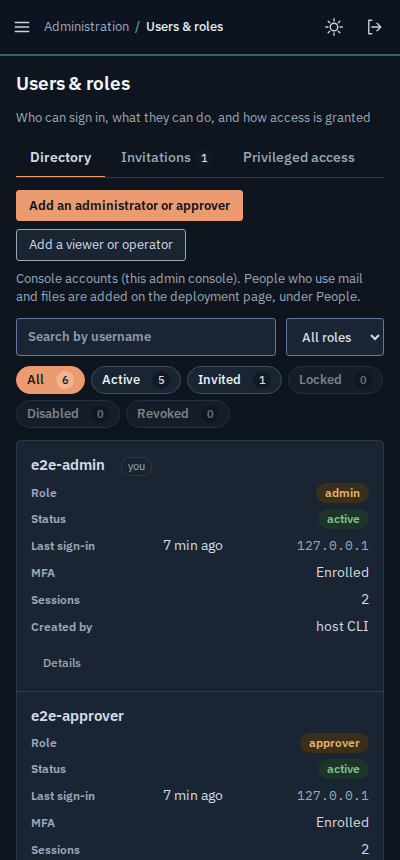 Administration / Users & roles
Users & roles
Who can sign in, what they can do, and how access is granted
Directory Invitations 1 Privileged access
Add an administrator or approver
Add a viewer or operator
Console accounts (this admin console). People who use mail
and files are added on the deployment page, under People.
Search by username All roles
All 6 Active 5 Invited 1 Locked 0
Disabled 0 Revoked 0
e2e-admin you
Role admin
Status active
Last sign-in 7 min ago 127.0.0.1
MFA Enrolled
Sessions 2
Created by host CLI
Details
e2e-approver
Role approver
Status active
Last sign-in 7 min ago 127.0.0.1
MFA Enrolled
Sessions 2